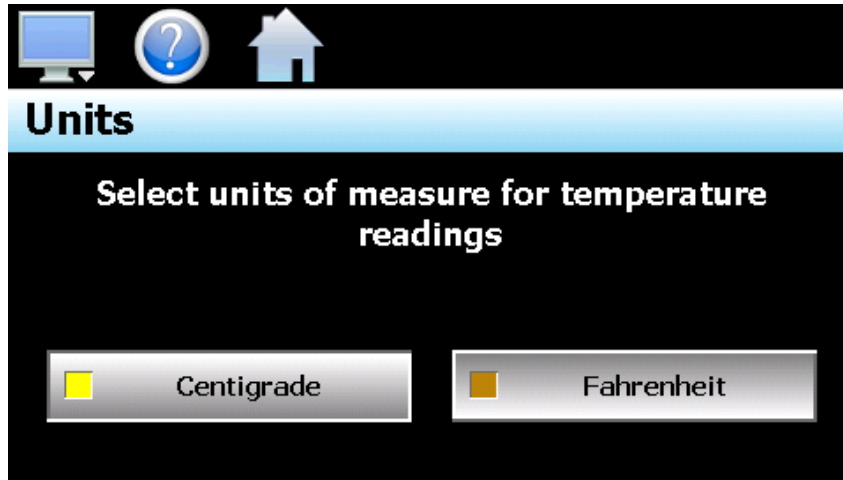 ?
Units
Select units of measure for temperature
readings
Centigrade
Fahrenheit